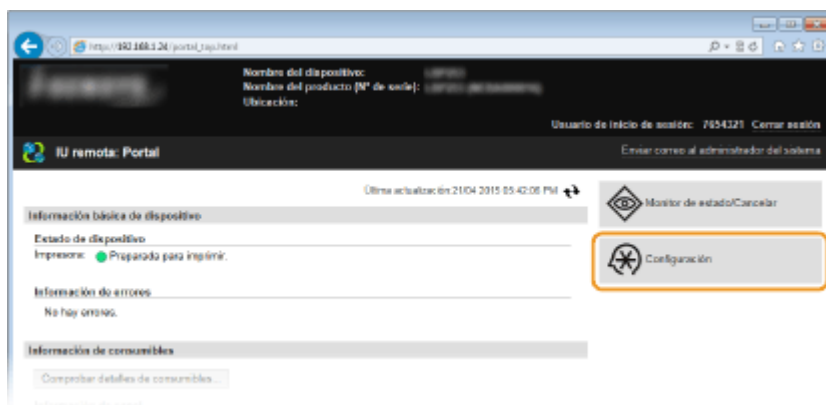 http://192.168.1.24/portal_top.html
Nombre del dispositivo:
Nombre del producto (Nº de serie):
Ubicación:
Usuario de inicio de sesión: 7654321 Cerrar sesión
IU remota: Portal
Enviar correo al administrador del sistema
Última actualización: 21/04 2015 05:42:06 PM
Monitor de estado/Cancelar
Información básica de dispositivo
Estado de dispositivo
Impresora: Preparada para imprimir.
Configuración
Información de errores
No hay errores.
Información de consumibles
Comprobar detalles de consumibles...